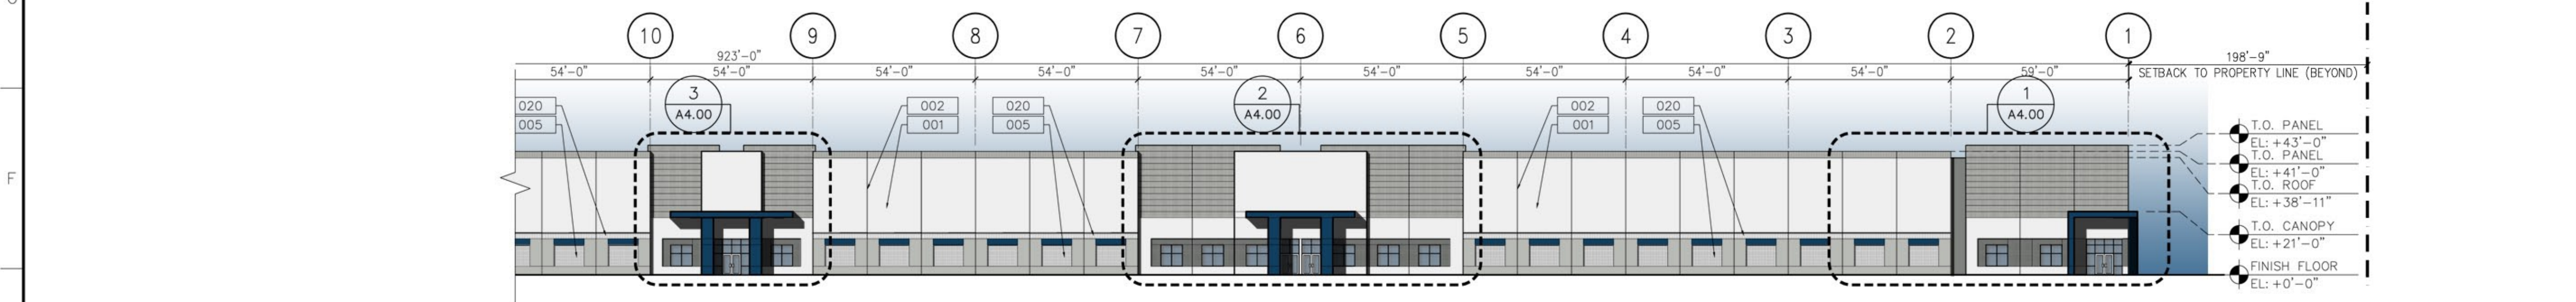 10 9 8 7 6 5 4 3 2 1
923'-0" 198'-9"
54'-0" 54'-0" 54'-0" 54'-0" 54'-0" 54'-0" 54'-0" 54'-0" 54'-0" 59'-0" SETBACK TO PROPERTY LINE (BEYOND)
3 2 1
A4.00 A4.00 A4.00
020 002 020 002 020
005 001 005 001 005
T.O. PANEL
EL: +43'-0"
T.O. PANEL
EL: +41'-0"
T.O. ROOF
EL: +38'-11"
F
T.O. CANOPY
EL: +21'-0"
FINISH FLOOR
EL: +0'-0"